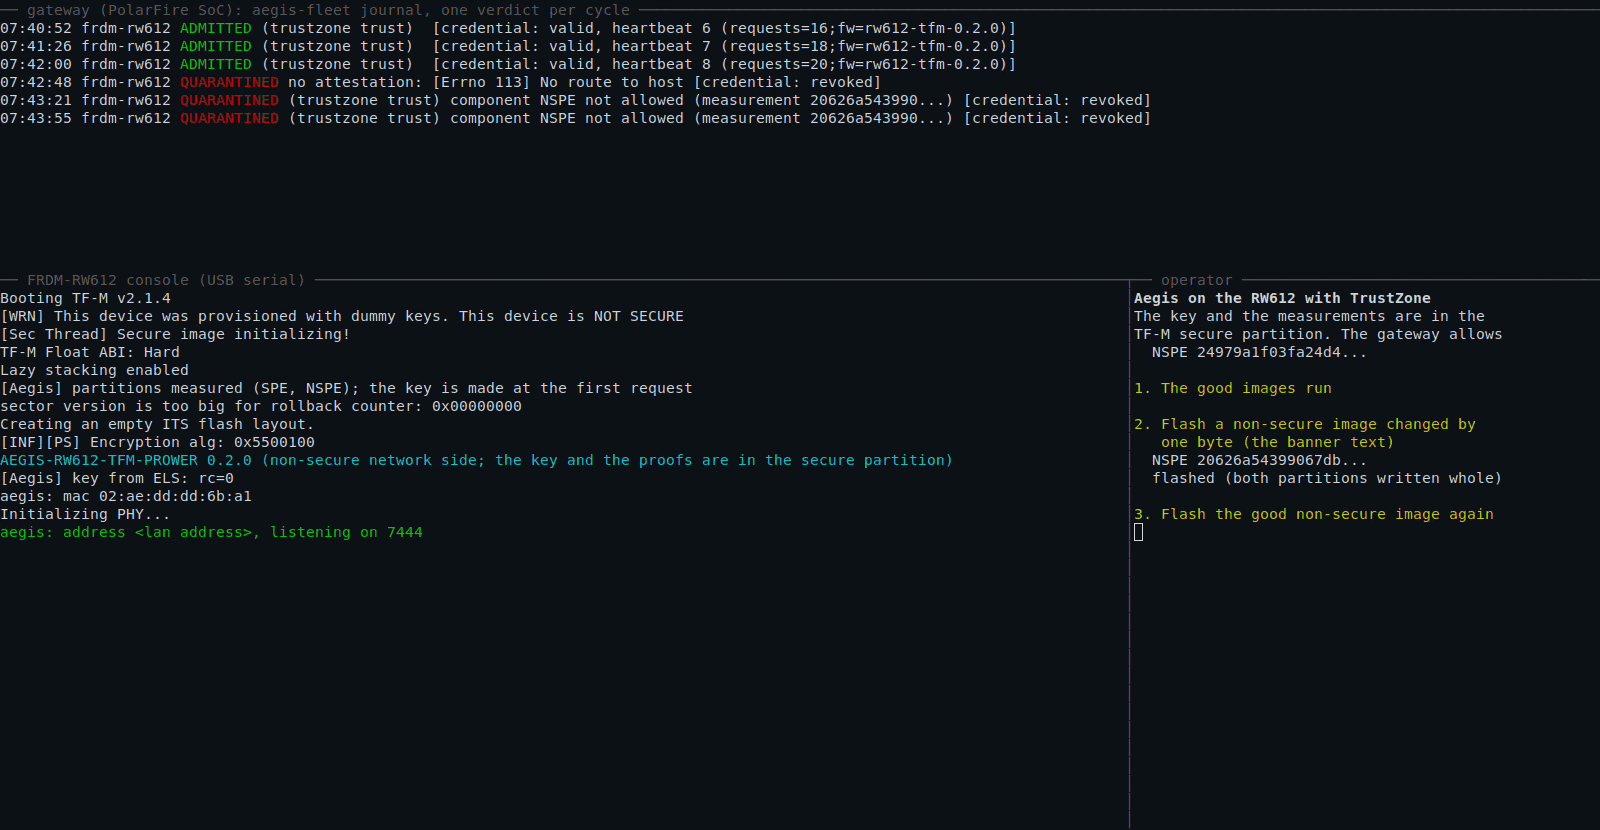 gateway (PolarFire SoC): aegis-fleet journal, one verdict per cycle
07:40:52 frdm-rw612 ADMITTED (trustzone trust)  [credential: valid, heartbeat 6 (requests=16;fw=rw612-tfm-0.2.0)]
07:41:26 frdm-rw612 ADMITTED (trustzone trust)  [credential: valid, heartbeat 7 (requests=18;fw=rw612-tfm-0.2.0)]
07:42:00 frdm-rw612 ADMITTED (trustzone trust)  [credential: valid, heartbeat 8 (requests=20;fw=rw612-tfm-0.2.0)]
07:42:48 frdm-rw612 QUARANTINED no attestation: [Errno 113] No route to host [credential: revoked]
07:43:21 frdm-rw612 QUARANTINED (trustzone trust) component NSPE not allowed (measurement 20626a543990...) [credential: revoked]
07:43:55 frdm-rw612 QUARANTINED (trustzone trust) component NSPE not allowed (measurement 20626a543990...) [credential: revoked]
FRDM-RW612 console (USB serial)
Booting TF-M v2.1.4
[WRN] This device was provisioned with dummy keys. This device is NOT SECURE
[Sec Thread] Secure image initializing!
TF-M Float ABI: Hard
Lazy stacking enabled
[Aegis] partitions measured (SPE, NSPE); the key is made at the first request
sector version is too big for rollback counter: 0x00000000
Creating an empty ITS flash layout.
[INF][PS] Encryption alg: 0x5500100
AEGIS-RW612-TFM-PROWER 0.2.0 (non-secure network side; the key and the proofs are in the secure partition)
[Aegis] key from ELS: rc=0
aegis: mac 02:ae:dd:dd:6b:a1
Initializing PHY...
aegis: address <lan address>, listening on 7444
operator
Aegis on the RW612 with TrustZone
The key and the measurements are in the
TF-M secure partition. The gateway allows
NSPE 24979a1f03fa24d4...
1. The good images run
2. Flash a non-secure image changed by
one byte (the banner text)
NSPE 20626a54399067db...
flashed (both partitions written whole)
3. Flash the good non-secure image again